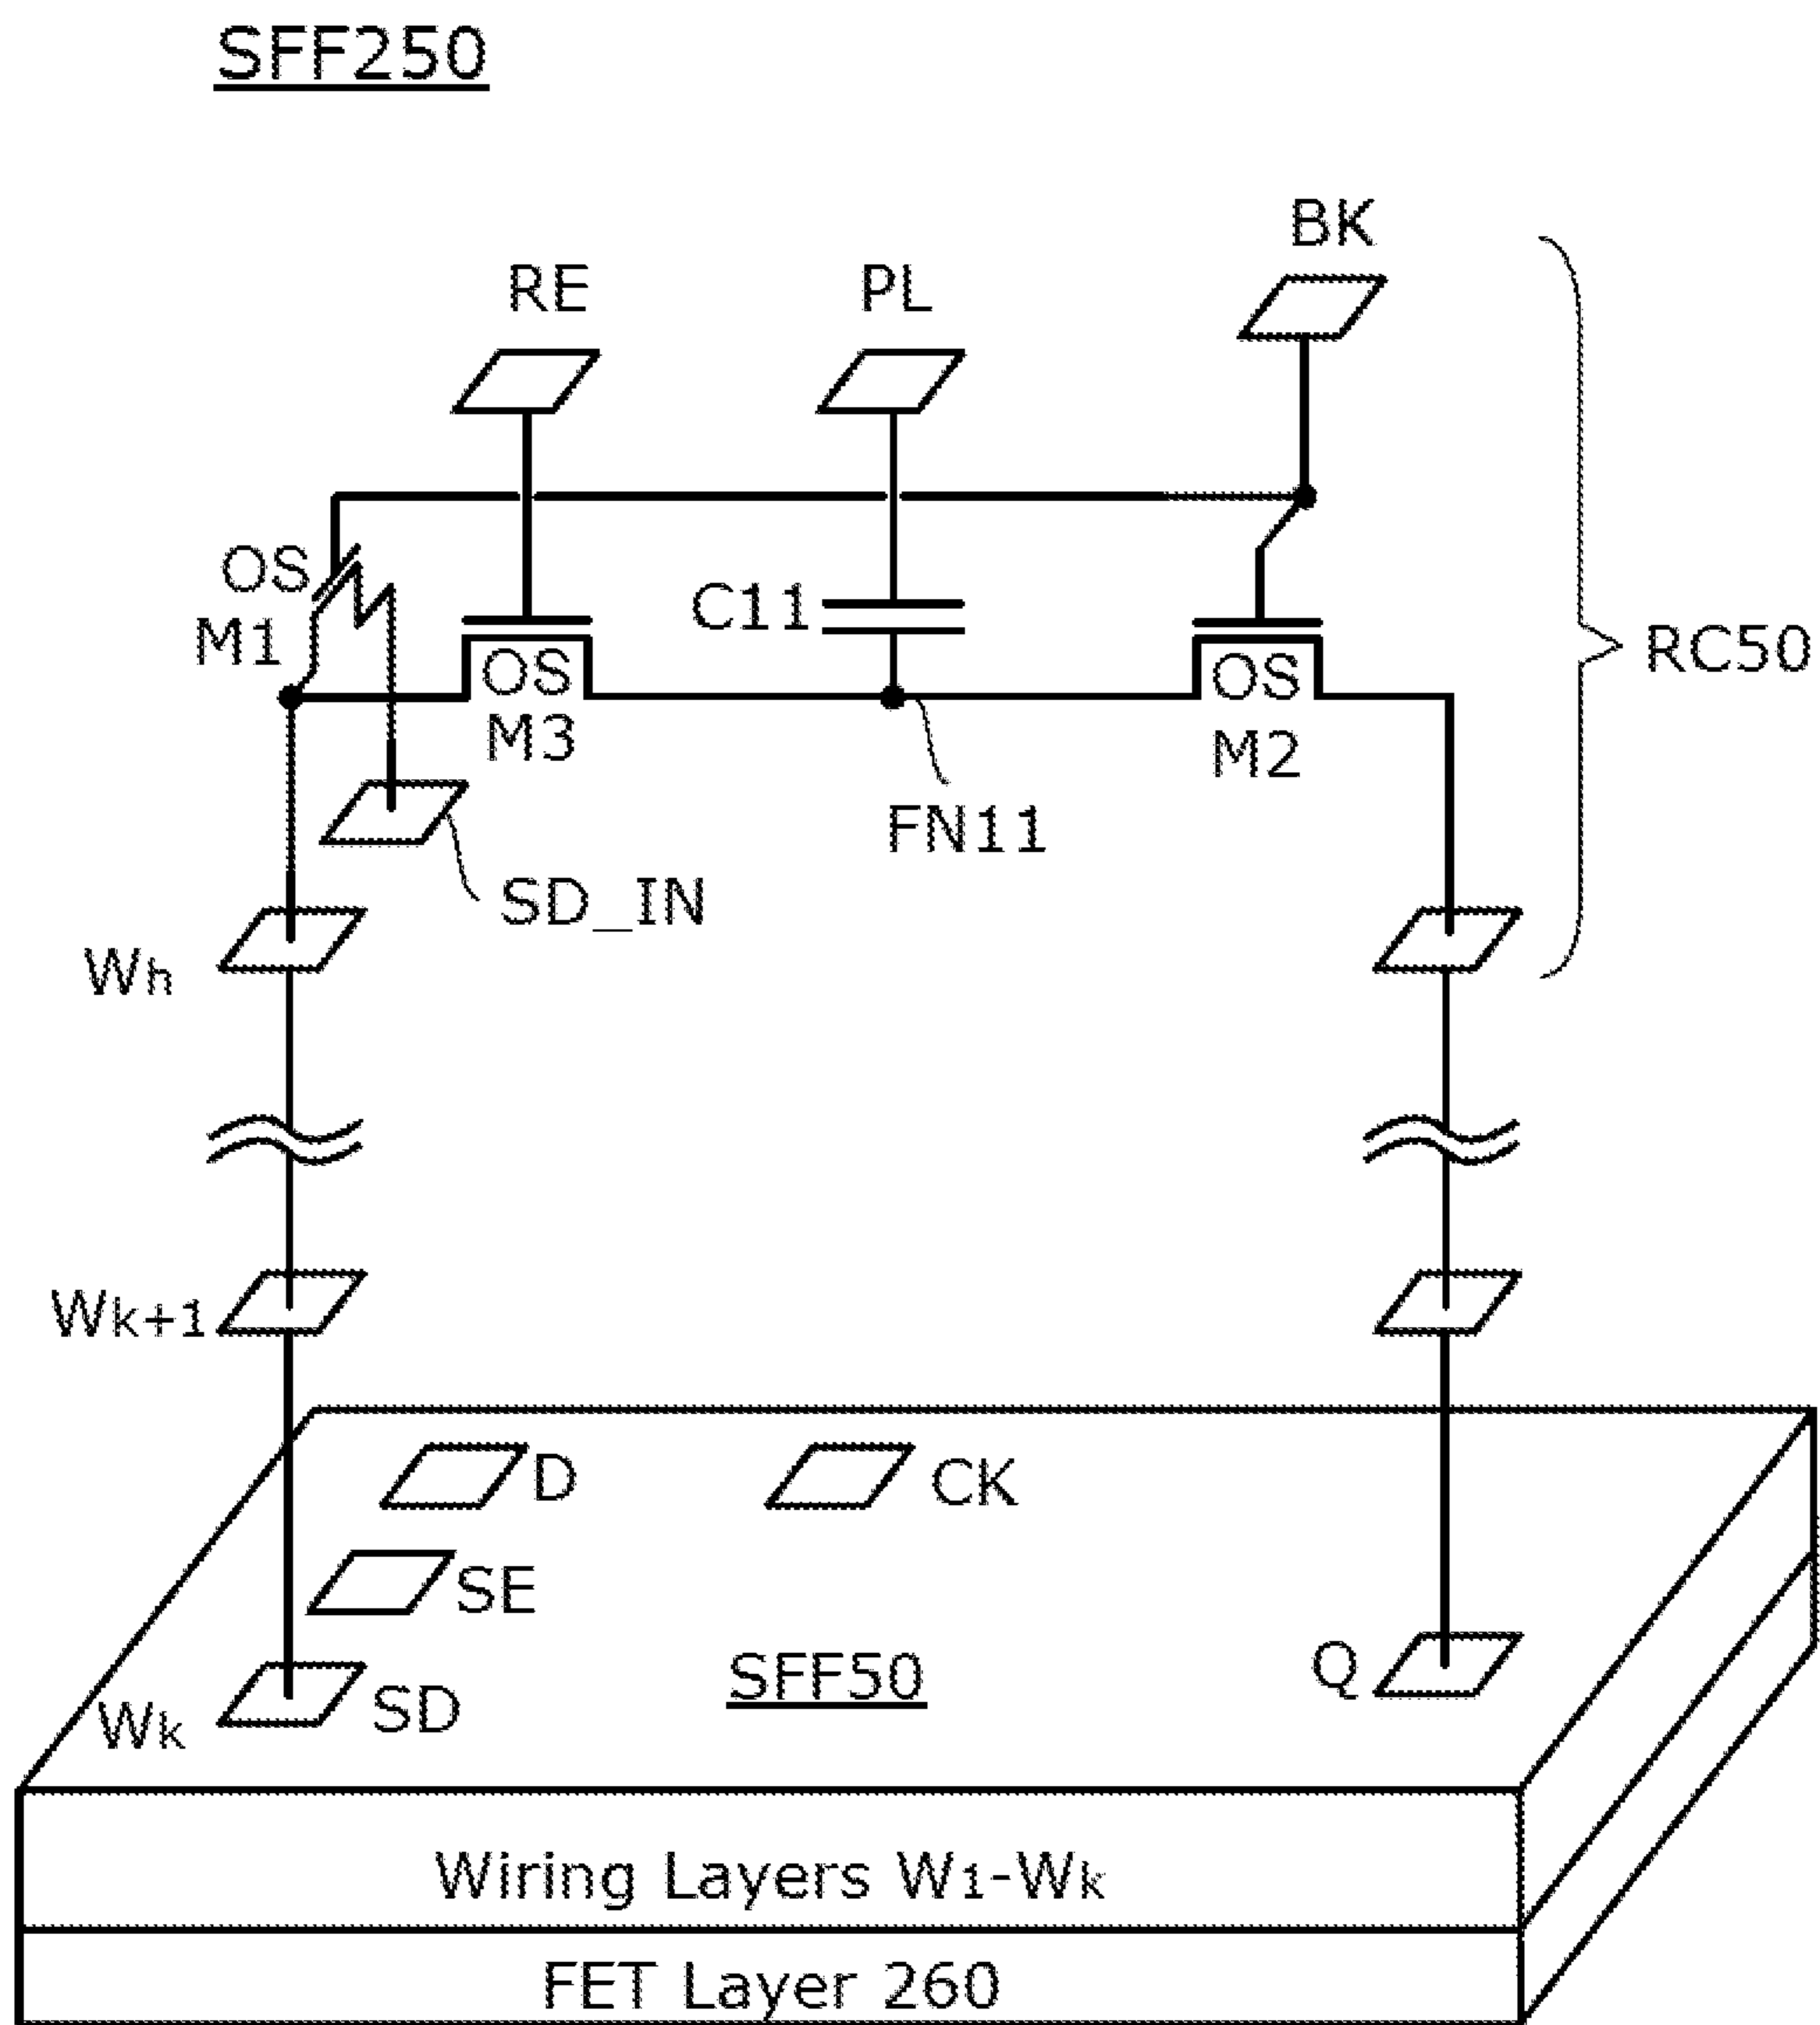 SFF250
BK
RE
PL
OS
M1
C11
RC50
OS
M3
OS
M2
FN11
SD_IN
Wh
Wk+1
D
CK
SE
SFF50
Q
Wk
SD
Wiring Layers W1-Wk
FET Layer 260